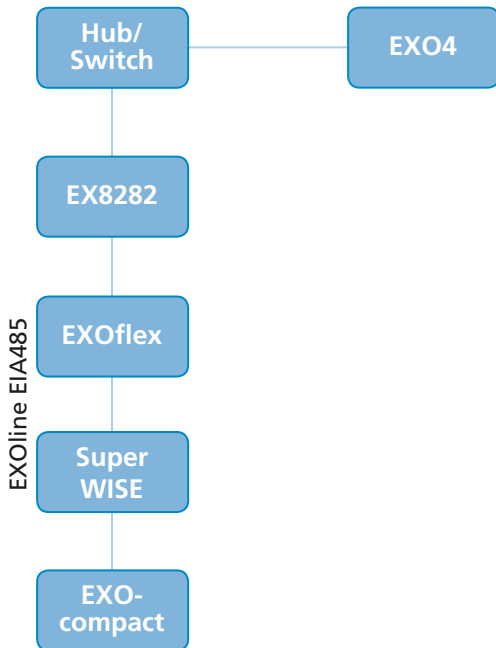 Hub/
Switch
EXO4
EX8282
EXOflex
EXOline EIA485
Super
WISE
EXO-
compact